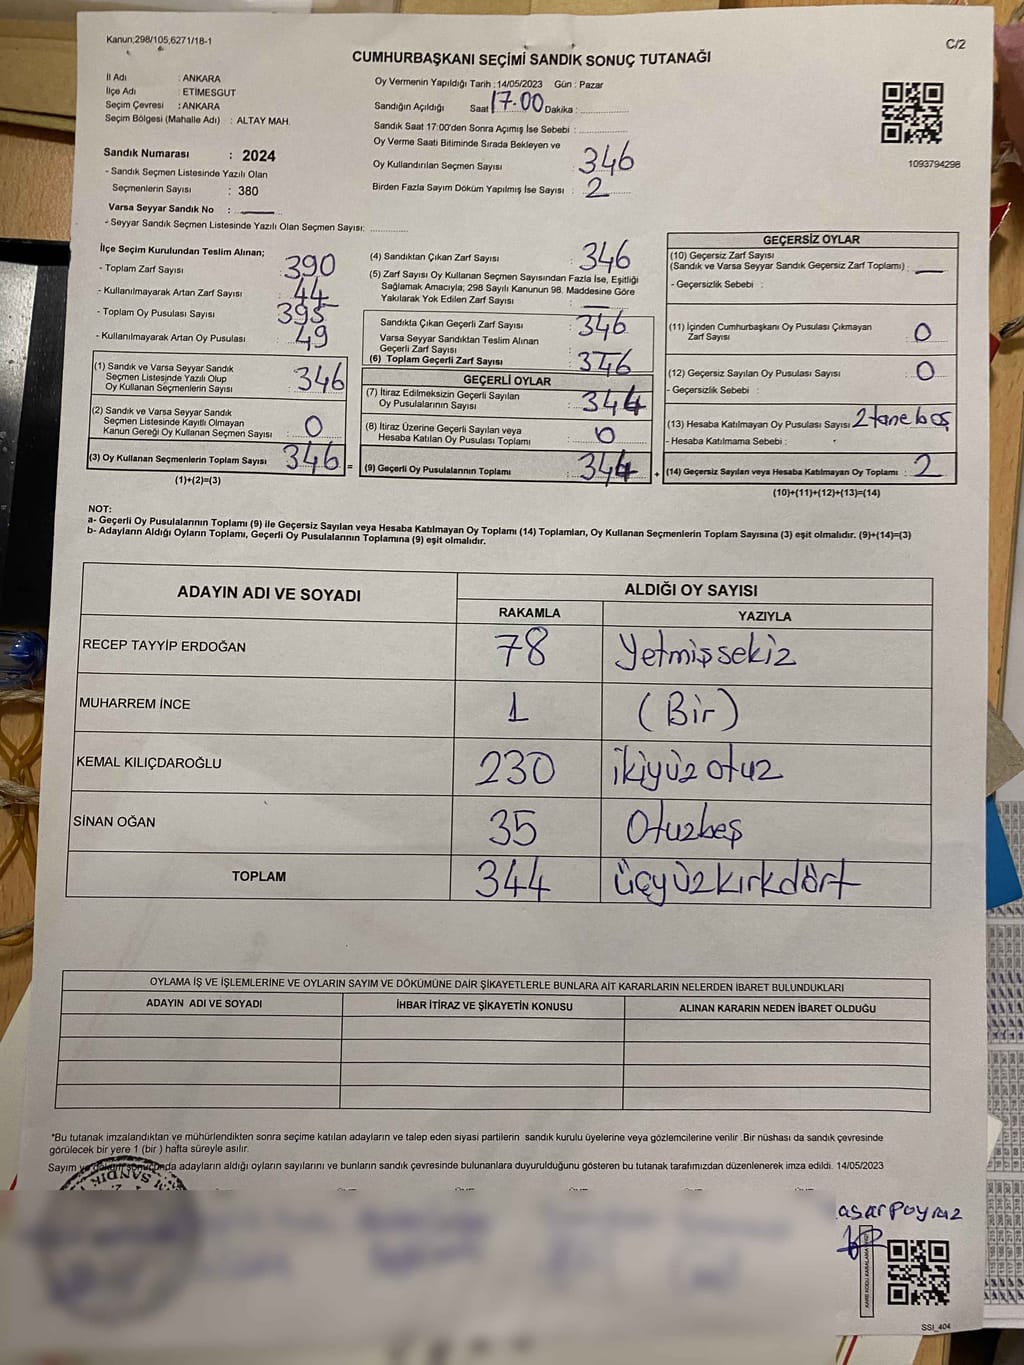 Kanun;298/105,6271/18-1
C/2
CUMHURBAŞKANI SEÇİMİ SANDIK SONUÇ TUTANAĞI
İl Adı : ANKARA
İlçe Adı : ETİMESGUT
Seçim Çevresi : ANKARA
Seçim Bölgesi (Mahalle Adı) : ALTAY MAH.
Sandık Numarası : 2024
- Sandık Seçmen Listesinde Yazılı Olan
Seçmenlerin Sayısı : 380
Varsa Seyyar Sandık No :
- Seyyar Sandık Seçmen Listesinde Yazılı Olan Seçmen Sayısı:
Oy Vermenin Yapıldığı Tarih : 14/05/2023 Gün : Pazar
Sandığın Açıldığı Saat 17.00 Dakika :
Sandık Saat 17:00'den Sonra Açımış İse Sebebi :
Oy Verme Saati Bitiminde Sırada Bekleyen ve
Oy Kullandırılan Seçmen Sayısı : 346
Birden Fazla Sayım Döküm Yapılmış İse Sayısı : 2
1093794298
İlçe Seçim Kurulundan Teslim Alınan;
- Toplam Zarf Sayısı : 390
- Kullanılmayarak Artan Zarf Sayısı : 44
- Toplam Oy Pusulası Sayısı : 395
- Kullanılmayarak Artan Oy Pusulası : 49
(1) Sandık ve Varsa Seyyar Sandık
Seçmen Listesinde Yazılı Olup
Oy Kullanan Seçmenlerin Sayısı : 346
(2) Sandık ve Varsa Seyyar Sandık
Seçmen Listesinde Kayıtlı Olmayan
Kanun Gereği Oy Kullanan Seçmen Sayısı : 0
(3) Oy Kullanan Seçmenlerin Toplam Sayısı : 346 =
(1)+(2)=(3)
(4) Sandıktan Çıkan Zarf Sayısı : 346
(5) Zarf Sayısı Oy Kullanan Seçmen Sayısından Fazla İse, Eşitliği
Sağlamak Amacıyla; 298 Sayılı Kanunun 98. Maddesine Göre
Yakılarak Yok Edilen Zarf Sayısı :
Sandıkta Çıkan Geçerli Zarf Sayısı : 346
Varsa Seyyar Sandıktan Teslim Alınan
Geçerli Zarf Sayısı :
(6) Toplam Geçerli Zarf Sayısı : 346
GEÇERLİ OYLAR
(7) İtiraz Edilmeksizin Geçerli Sayılan
Oy Pusulalarının Sayısı : 344
(8) İtiraz Üzerine Geçerli Sayılan veya
Hesaba Katılan Oy Pusulası Toplamı : 0
(9) Geçerli Oy Pusulalarının Toplamı : 344 +
GEÇERSİZ OYLAR
(10) Geçersiz Zarf Sayısı
(Sandık ve Varsa Seyyar Sandık Geçersiz Zarf Toplamı) :
- Geçersizlik Sebebi :
(11) İçinden Cumhurbaşkanı Oy Pusulası Çıkmayan
Zarf Sayısı : 0
(12) Geçersiz Sayılan Oy Pusulası Sayısı : 0
- Geçersizlik Sebebi :
(13) Hesaba Katılmayan Oy Pusulası Sayısı : 2 tane boş
- Hesaba Katılmama Sebebi :
(14) Geçersiz Sayılan veya Hesaba Katılmayan Oy Toplamı : 2
(10)+(11)+(12)+(13)=(14)
NOT:
a- Geçerli Oy Pusulalarının Toplamı (9) ile Geçersiz Sayılan veya Hesaba Katılmayan Oy Toplamı (14) Toplamları, Oy Kullanan Seçmenlerin Toplam Sayısına (3) eşit olmalıdır. (9)+(14)=(3)
b- Adayların Aldığı Oyların Toplamı, Geçerli Oy Pusulalarının Toplamına (9) eşit olmalıdır.
ADAYIN ADI VE SOYADI ALDIĞI OY SAYISI
RAKAMLA YAZIYLA
RECEP TAYYİP ERDOĞAN 78 Yetmişsekiz
MUHARREM İNCE 1 (Bir)
KEMAL KILIÇDAROĞLU 230 ikiyüz otuz
SİNAN OĞAN 35 Otuzbeş
TOPLAM 344 üçyüzkırkdört
OYLAMA İŞ VE İŞLEMLERİNE VE OYLARIN SAYIM VE DÖKÜMÜNE DAİR ŞİKAYETLERLE BUNLARA AİT KARARLARIN NELERDEN İBARET BULUNDUKLARI
ADAYIN ADI VE SOYADI İHBAR İTİRAZ VE ŞİKAYETİN KONUSU ALINAN KARARIN NEDEN İBARET OLDUĞU
*Bu tutanak imzalandıktan ve mühürlendikten sonra seçime katılan adayların ve talep eden siyasi partilerin sandık kurulu üyelerine veya gözlemcilerine verilir .Bir nüshası da sandık çevresinde
görülecek bir yere 1 (bir ) hafta süreyle asılır.
Sayım ve döküm sonucunda adayların aldığı oyların sayılarını ve bunların sandık çevresinde bulunanlara duyurulduğunu gösteren bu tutanak tarafımızdan düzenlenerek imza edildi. 14/05/2023
asarpoyraz
SSİ_404